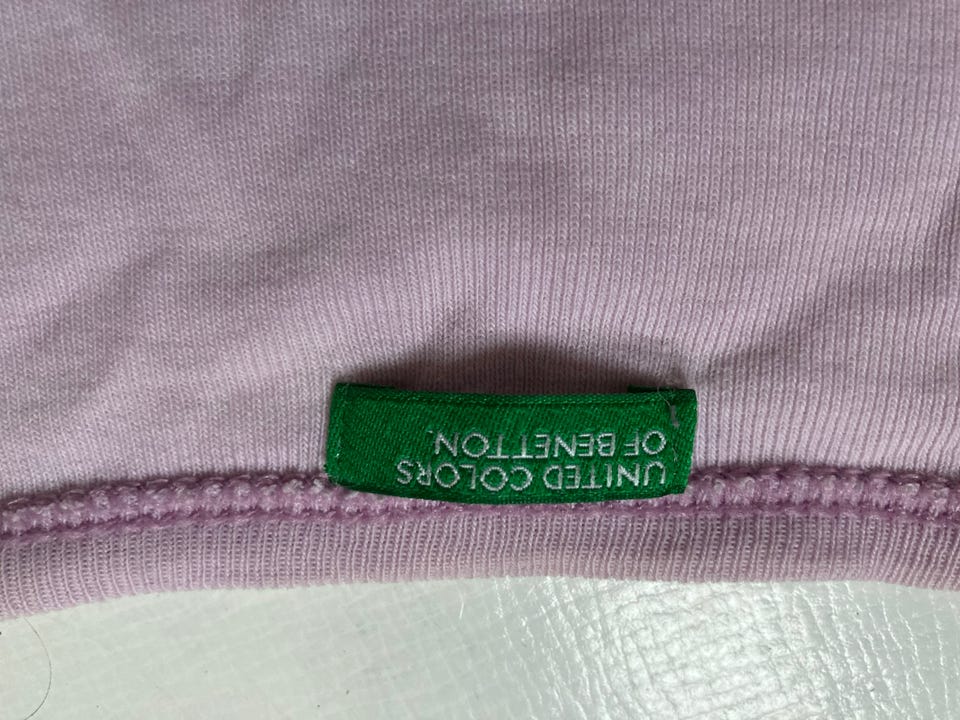 UNITED COLORS
OF BENETTON.